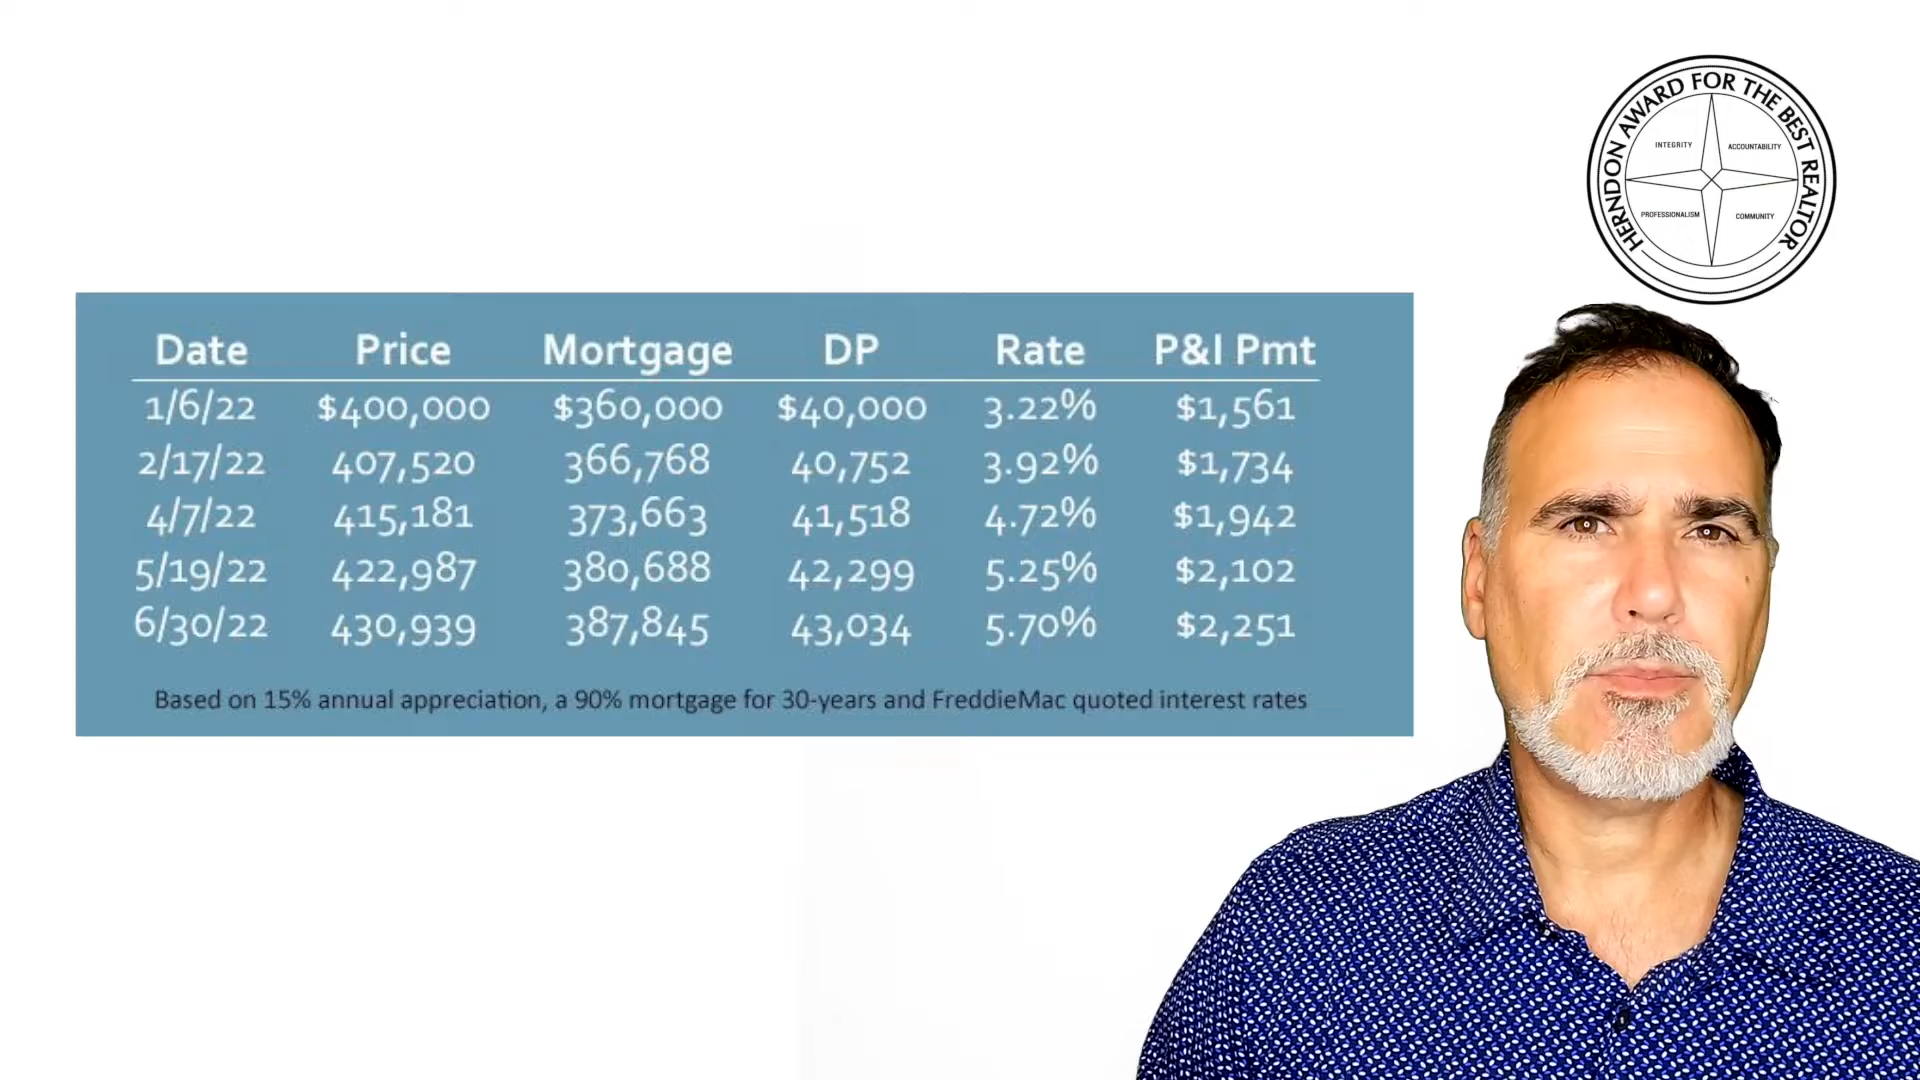 HERNDON AWARD FOR THE BEST REALTOR
INTEGRITY ACCOUNTABILITY
PROFESSIONALISM COMMUNITY
Date Price Mortgage DP Rate P&I Pmt
1/6/22 $400,000 $360,000 $40,000 3.22% $1,561
2/17/22 407,520 366,768 40,752 3.92% $1,734
4/7/22 415,181 373,663 41,518 4.72% $1,942
5/19/22 422,987 380,688 42,299 5.25% $2,102
6/30/22 430,939 387,845 43,034 5.70% $2,251
Based on 15% annual appreciation, a 90% mortgage for 30-years and FreddieMac quoted interest rates